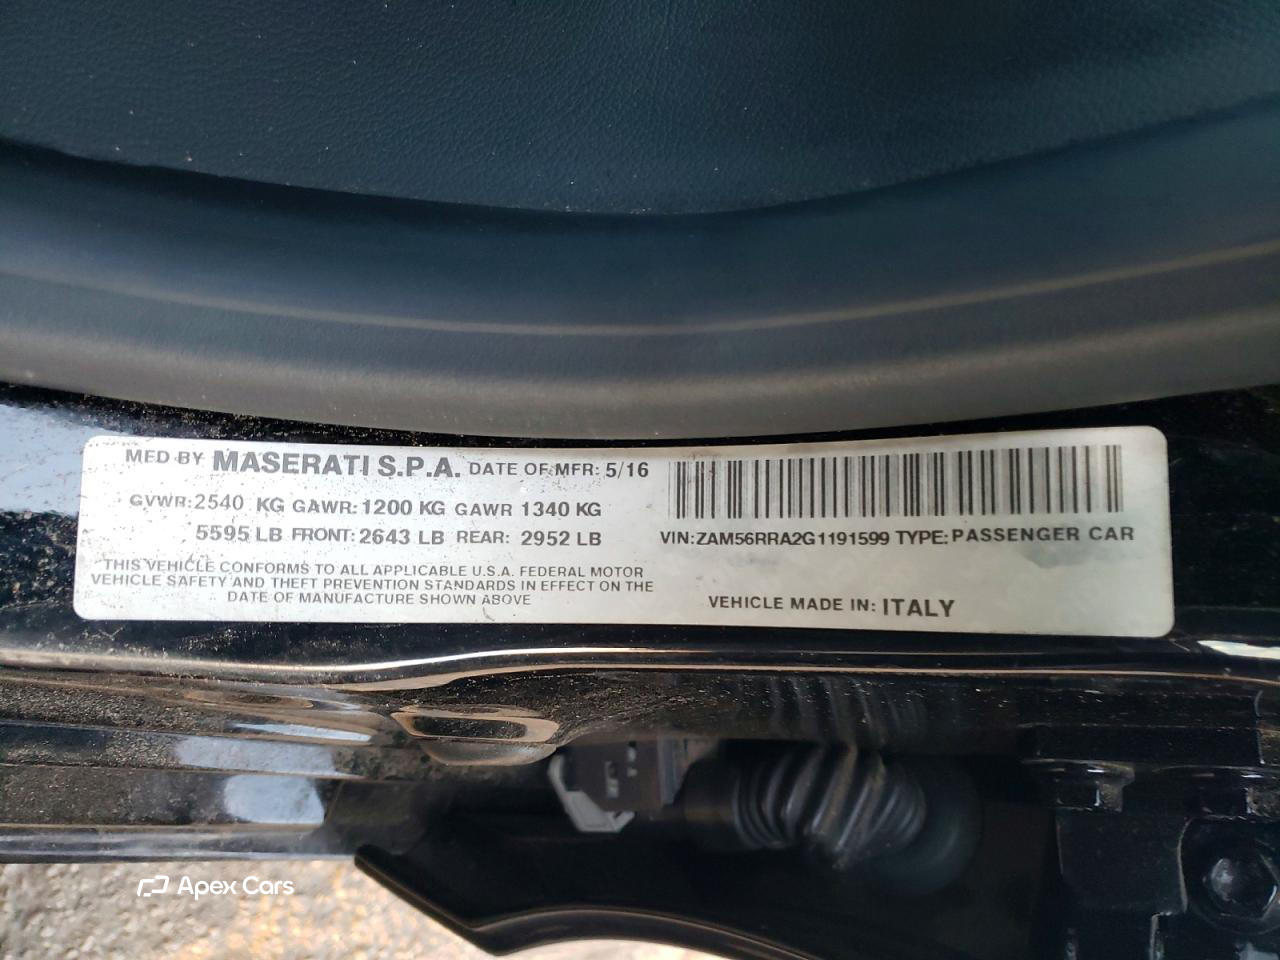 MFD BY MASERATI S.P.A. DATE OF MFR: 5/16
GVWR: 2540 KG GAWR: 1200 KG GAWR 1340 KG
5595 LB FRONT: 2643 LB REAR: 2952 LB
THIS VEHICLE CONFORMS TO ALL APPLICABLE U.S.A. FEDERAL MOTOR
VEHICLE SAFETY AND THEFT PREVENTION STANDARDS IN EFFECT ON THE
DATE OF MANUFACTURE SHOWN ABOVE
VIN: ZAM56RRA2G1191599 TYPE: PASSENGER CAR
VEHICLE MADE IN: ITALY
Apex Cars